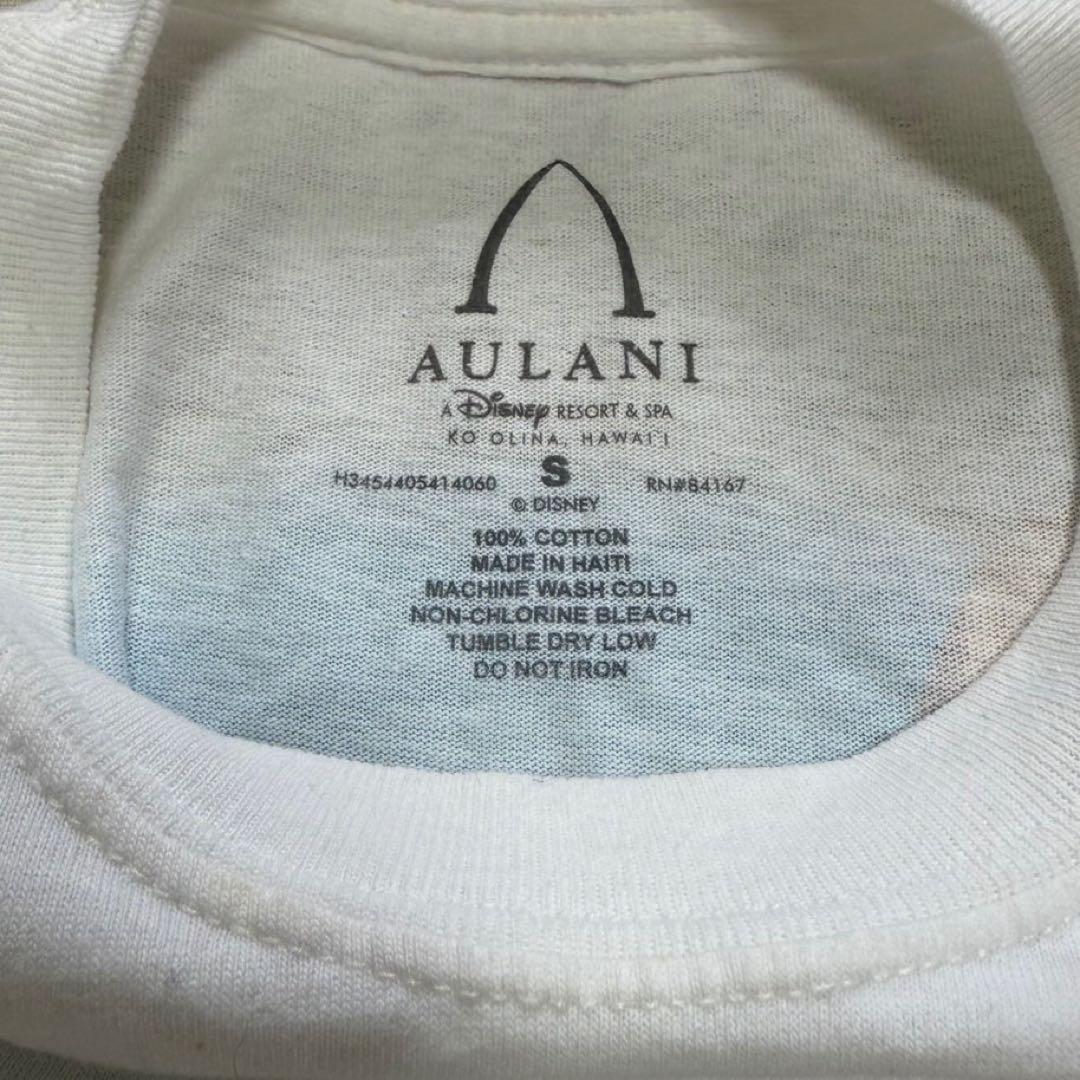 AULANI
A Disney RESORT & SPA
KO OLINA, HAWAI'I
S
H3454405414060 RN#84167
© DISNEY
100% COTTON
MADE IN HAITI
MACHINE WASH COLD
NON-CHLORINE BLEACH
TUMBLE DRY LOW
DO NOT IRON